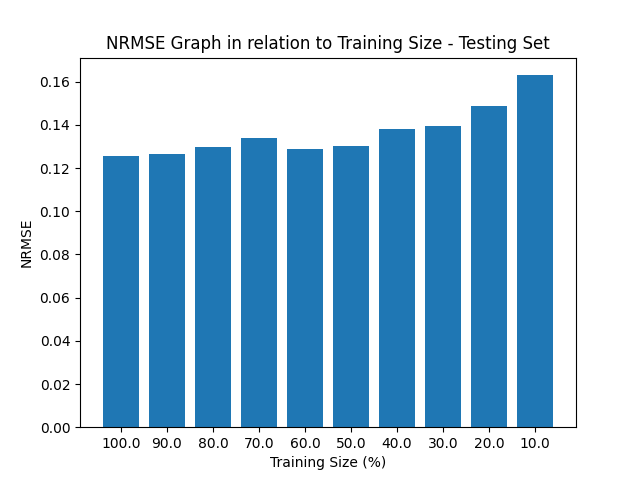 NRMSE Graph in relation to Training Size - Testing Set
0.16
0.14
0.12
0.10
0.08
0.06
0.04
0.02
0.00
NRMSE
100.0 90.0 80.0 70.0 60.0 50.0 40.0 30.0 20.0 10.0
Training Size (%)